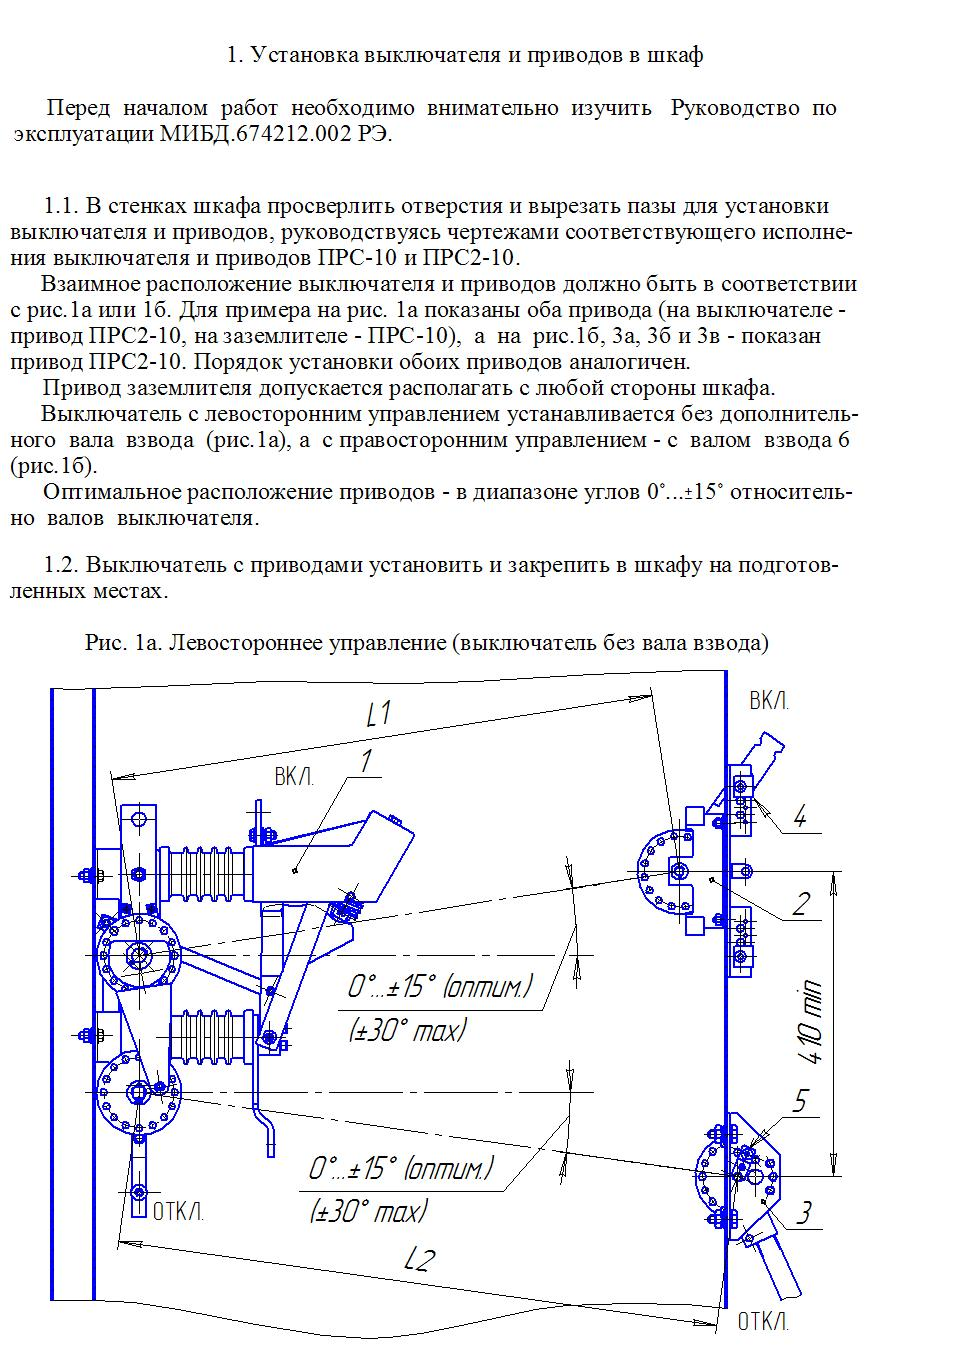 1. Установка выключателя и приводов в шкаф
Перед началом работ необходимо внимательно изучить Руководство по
эксплуатации МИБД.674212.002 РЭ.
1.1. В стенках шкафа просверлить отверстия и вырезать пазы для установки
выключателя и приводов, руководствуясь чертежами соответствующего исполне-
ния выключателя и приводов ПРС-10 и ПРС2-10.
Взаимное расположение выключателя и приводов должно быть в соответствии
с рис.1а или 1б. Для примера на рис. 1а показаны оба привода (на выключателе -
привод ПРС2-10, на заземлителе - ПРС-10), а на рис.1б, 3а, 3б и 3в - показан
привод ПРС2-10. Порядок установки обоих приводов аналогичен.
Привод заземлителя допускается располагать с любой стороны шкафа.
Выключатель с левосторонним управлением устанавливается без дополнитель-
ного вала взвода (рис.1а), а с правосторонним управлением - с валом взвода 6
(рис.1б).
Оптимальное расположение приводов - в диапазоне углов 0˚...±15˚ относитель-
но валов выключателя.
1.2. Выключатель с приводами установить и закрепить в шкафу на подготов-
ленных местах.
Рис. 1а. Левостороннее управление (выключатель без вала взвода)
ВКЛ.
L1
1
ВКЛ.
4
2
0°...±15° (оптим.)
(±30° max)
410 min
5
0°...±15° (оптим.)
(±30° max)
ОТКЛ.
3
L2
ОТКЛ.